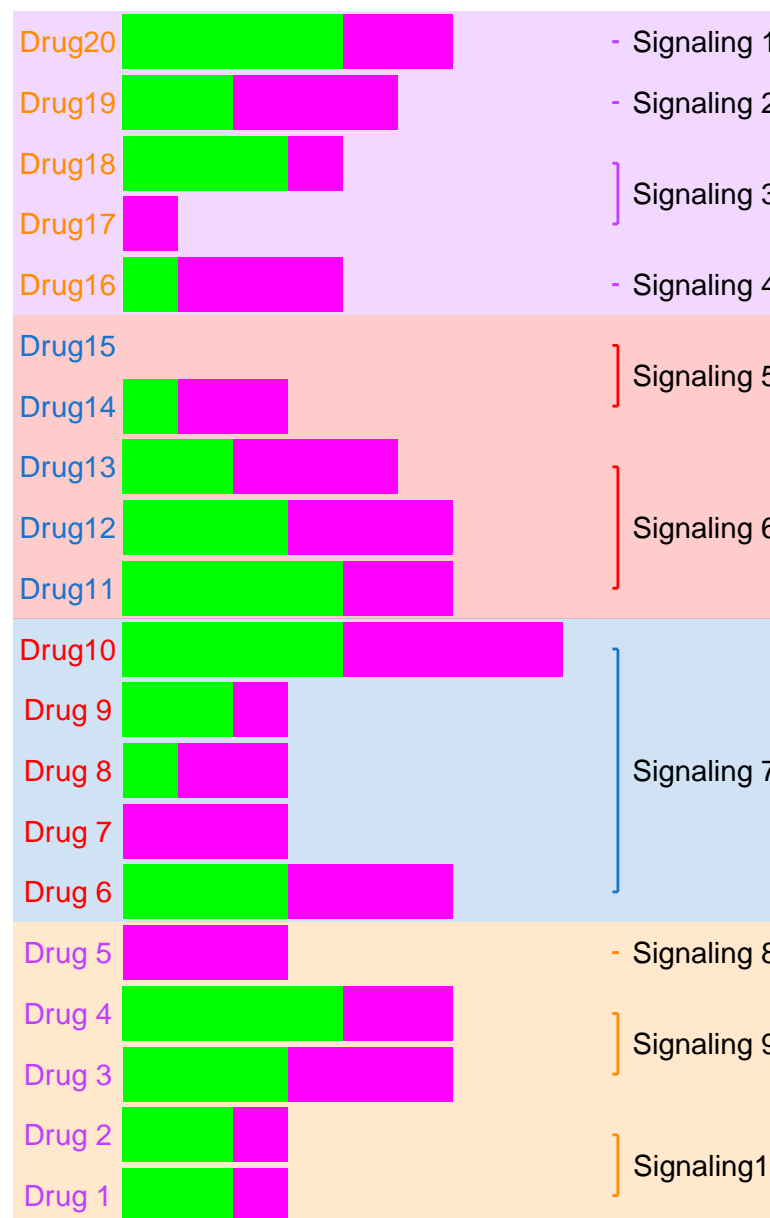 Drug20
Signaling 1
Drug19
Signaling 2
Drug18
Signaling 3
Drug17
Drug16
Signaling 4
Drug15
Signaling 5
Drug14
Drug13
Drug12
Signaling 6
Drug11
Drug10
Drug 9
Drug 8
Signaling 7
Drug 7
Drug 6
Drug 5
Signaling 8
Drug 4
Signaling 9
Drug 3
Drug 2
Signaling1
Drug 1